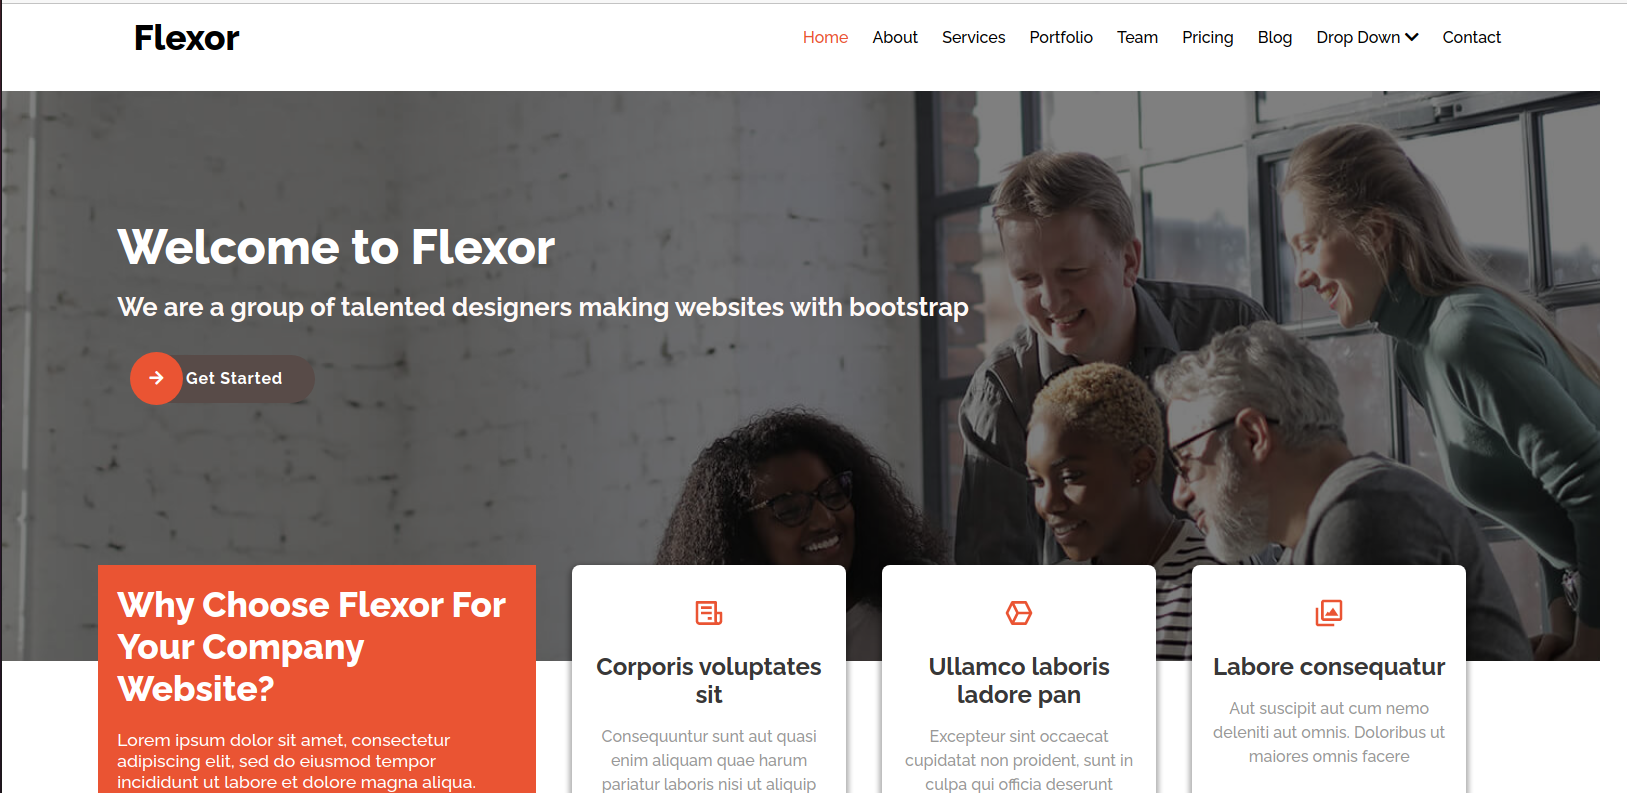 Flexor
Home About Services Portfolio Team Pricing Blog Drop Down Contact
Welcome to Flexor
We are a group of talented designers making websites with bootstrap
Get Started
Why Choose Flexor For
Your Company
Website?
Lorem ipsum dolor sit amet, consectetur
adipiscing elit, sed do eiusmod tempor
incididunt ut labore et dolore magna aliqua.
Corporis voluptates
sit
Consequuntur sunt aut quasi
enim aliquam quae harum
pariatur laboris nisi ut aliquip
Ullamco laboris
ladore pan
Excepteur sint occaecat
cupidatat non proident, sunt in
culpa qui officia deserunt
Labore consequatur
Aut suscipit aut cum nemo
deleniti aut omnis. Doloribus ut
maiores omnis facere